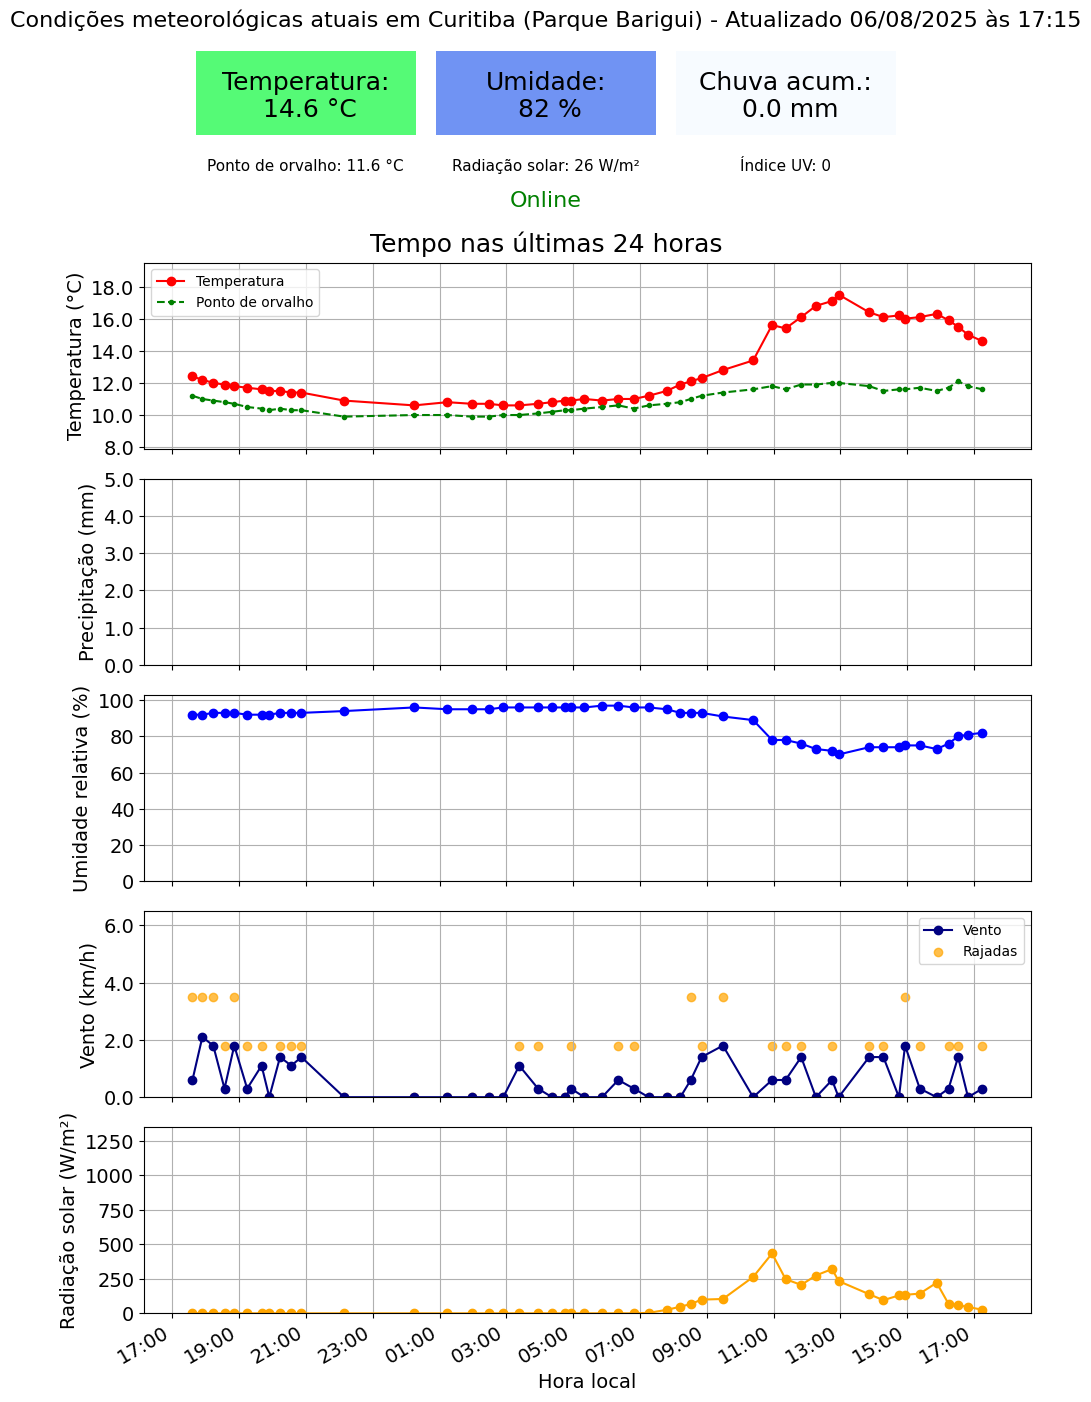 Condições meteorológicas atuais em Curitiba (Parque Barigui) - Atualizado 06/08/2025 às 17:15
Temperatura:
14.6 °C
Umidade:
82 %
Chuva acum.:
0.0 mm
Ponto de orvalho: 11.6 °C
Radiação solar: 26 W/m²
Índice UV: 0
Online
Tempo nas últimas 24 horas
Temperatura (°C)
18.0
16.0
14.0
12.0
10.0
8.0
Temperatura
Ponto de orvalho
Precipitação (mm)
5.0
4.0
3.0
2.0
1.0
0.0
Umidade relativa (%)
100
80
60
40
20
0
Vento (km/h)
6.0
4.0
2.0
0.0
Vento
Rajadas
Radiação solar (W/m²)
1250
1000
750
500
250
0
17:00
19:00
21:00
23:00
01:00
03:00
05:00
07:00
09:00
11:00
13:00
15:00
17:00
Hora local